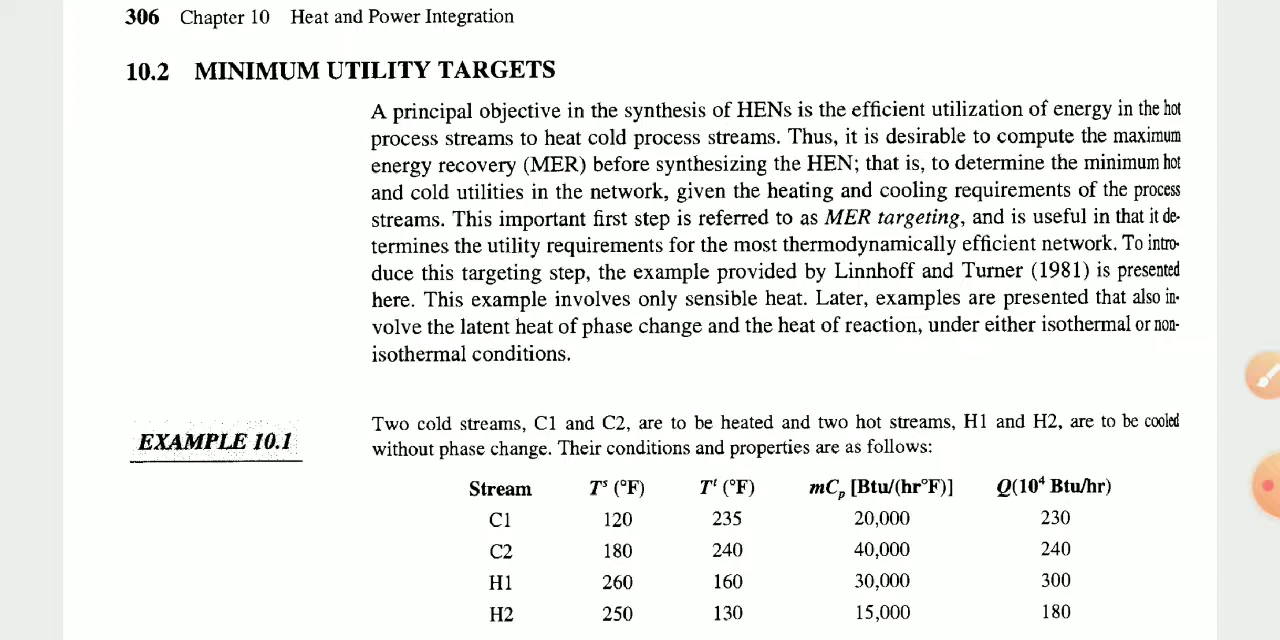 306 Chapter 10 Heat and Power Integration
10.2 MINIMUM UTILITY TARGETS
A principal objective in the synthesis of HENs is the efficient utilization of energy in the hot
process streams to heat cold process streams. Thus, it is desirable to compute the maximum
energy recovery (MER) before synthesizing the HEN; that is, to determine the minimum hot
and cold utilities in the network, given the heating and cooling requirements of the process
streams. This important first step is referred to as MER targeting, and is useful in that it de-
termines the utility requirements for the most thermodynamically efficient network. To intro-
duce this targeting step, the example provided by Linnhoff and Turner (1981) is presented
here. This example involves only sensible heat. Later, examples are presented that also in-
volve the latent heat of phase change and the heat of reaction, under either isothermal or non-
isothermal conditions.
EXAMPLE 10.1
Two cold streams, C1 and C2, are to be heated and two hot streams, H1 and H2, are to be cooled
without phase change. Their conditions and properties are as follows:
Stream Tˢ (°F) Tᵗ (°F) mCₚ [Btu/(hr°F)] Q(10⁴ Btu/hr)
C1 120 235 20,000 230
C2 180 240 40,000 240
H1 260 160 30,000 300
H2 250 130 15,000 180